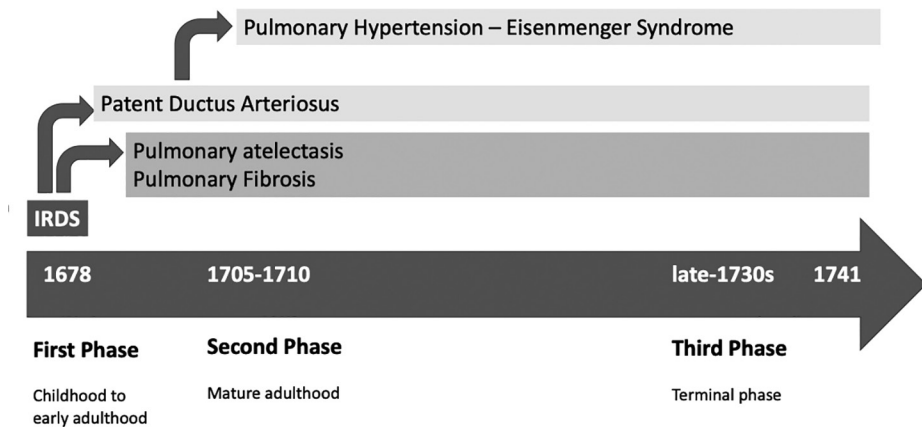 Pulmonary Hypertension – Eisenmenger Syndrome
Patent Ductus Arteriosus
Pulmonary atelectasis
Pulmonary Fibrosis
IRDS
1678 1705-1710 late-1730s 1741
First Phase Second Phase Third Phase
Childhood to Mature adulthood Terminal phase
early adulthood